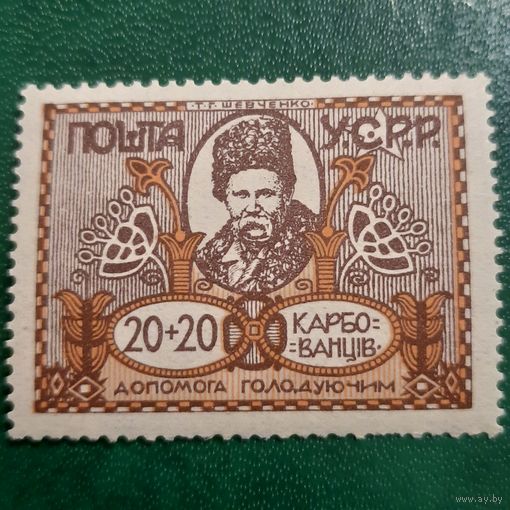 Т.Г. ШЕВЧЕНКО
ПОШТА У.С.Р.Р.
20+20 КАРБО=
=ВАНЦІВ.
ДОПОМОГА ГОЛОДУЮЧИМ
www.ay.by